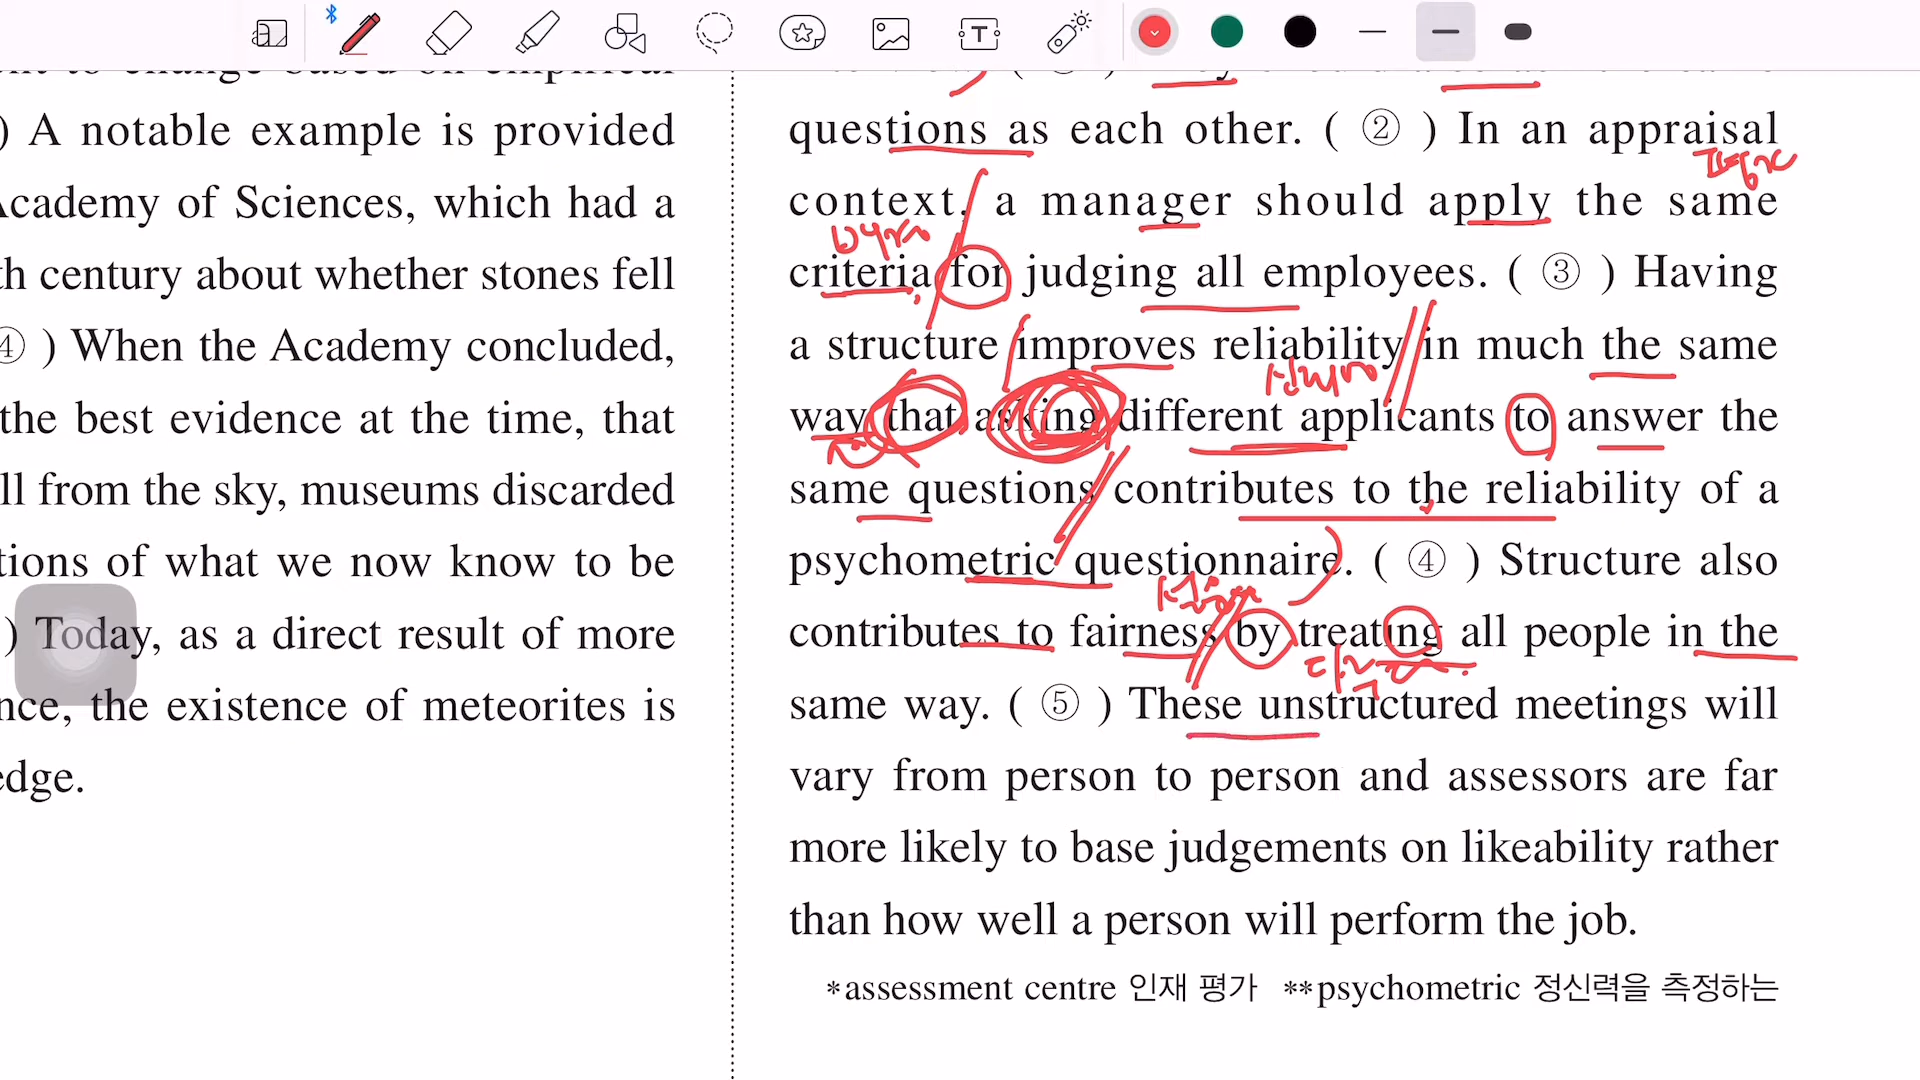 ) A notable example is provided
Academy of Sciences, which had a
th century about whether stones fell
④ ) When the Academy concluded,
the best evidence at the time, that
ll from the sky, museums discarded
tions of what we now know to be
) Today, as a direct result of more
nce, the existence of meteorites is
edge.
questions as each other. ( ② ) In an appraisal
context, a manager should apply the same
criteria for judging all employees. ( ③ ) Having
a structure improves reliability in much the same
way that asking different applicants to answer the
same questions contributes to the reliability of a
psychometric questionnaire. ( ④ ) Structure also
contributes to fairness by treating all people in the
same way. ( ⑤ ) These unstructured meetings will
vary from person to person and assessors are far
more likely to base judgements on likeability rather
than how well a person will perform the job.
*assessment centre 인재 평가 **psychometric 정신력을 측정하는